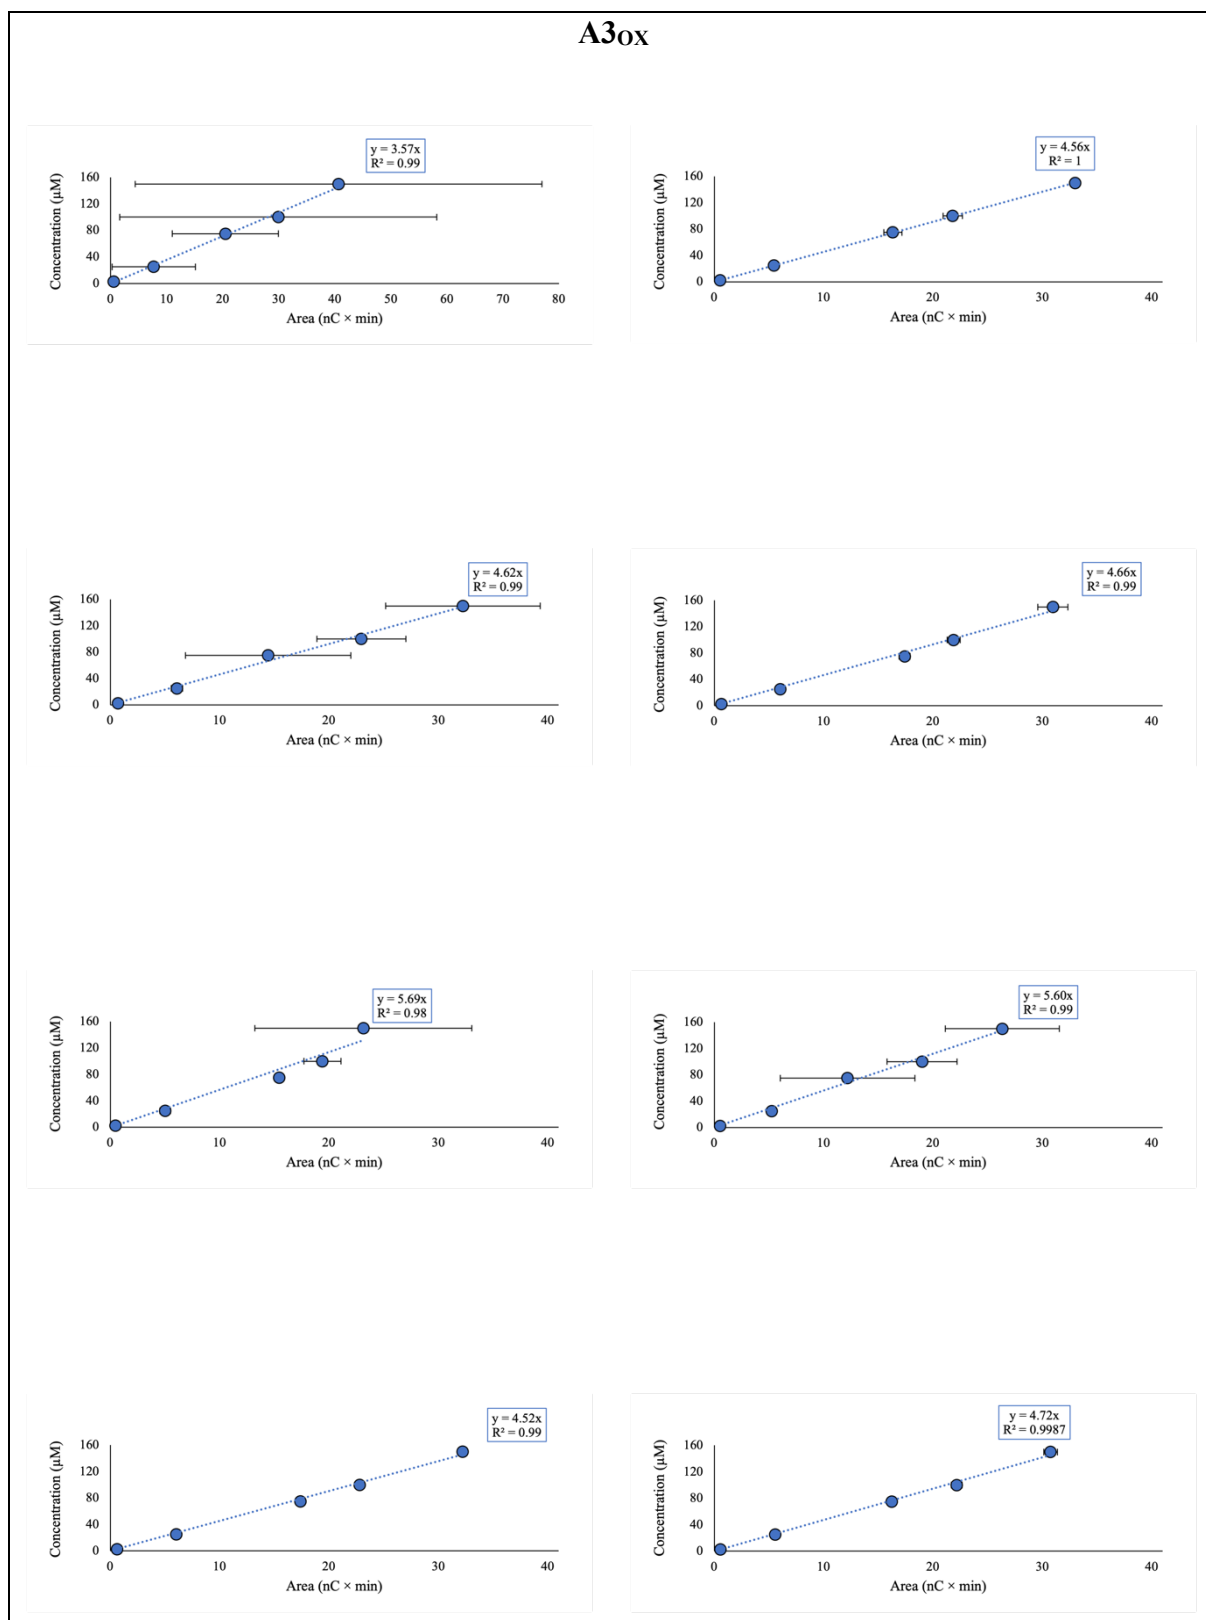 A3OX
y = 3.57x
R² = 0.99
Concentration (µM)
160
120
80
40
0
0 10 20 30 40 50 60 70 80
Area (nC × min)
y = 4.56x
R² = 1
Concentration (µM)
160
120
80
40
0
0 10 20 30 40
Area (nC × min)
y = 4.62x
R² = 0.99
Concentration (µM)
160
120
80
40
0
0 10 20 30 40
Area (nC × min)
y = 4.66x
R² = 0.99
Concentration (µM)
160
120
80
40
0
0 10 20 30 40
Area (nC × min)
y = 5.69x
R² = 0.98
Concentration (µM)
160
120
80
40
0
0 10 20 30 40
Area (nC × min)
y = 5.60x
R² = 0.99
Concentration (µM)
160
120
80
40
0
0 10 20 30 40
Area (nC × min)
y = 4.52x
R² = 0.99
Concentration (µM)
160
120
80
40
0
0 10 20 30 40
Area (nC × min)
y = 4.72x
R² = 0.9987
Concentration (µM)
160
120
80
40
0
0 10 20 30 40
Area (nC × min)